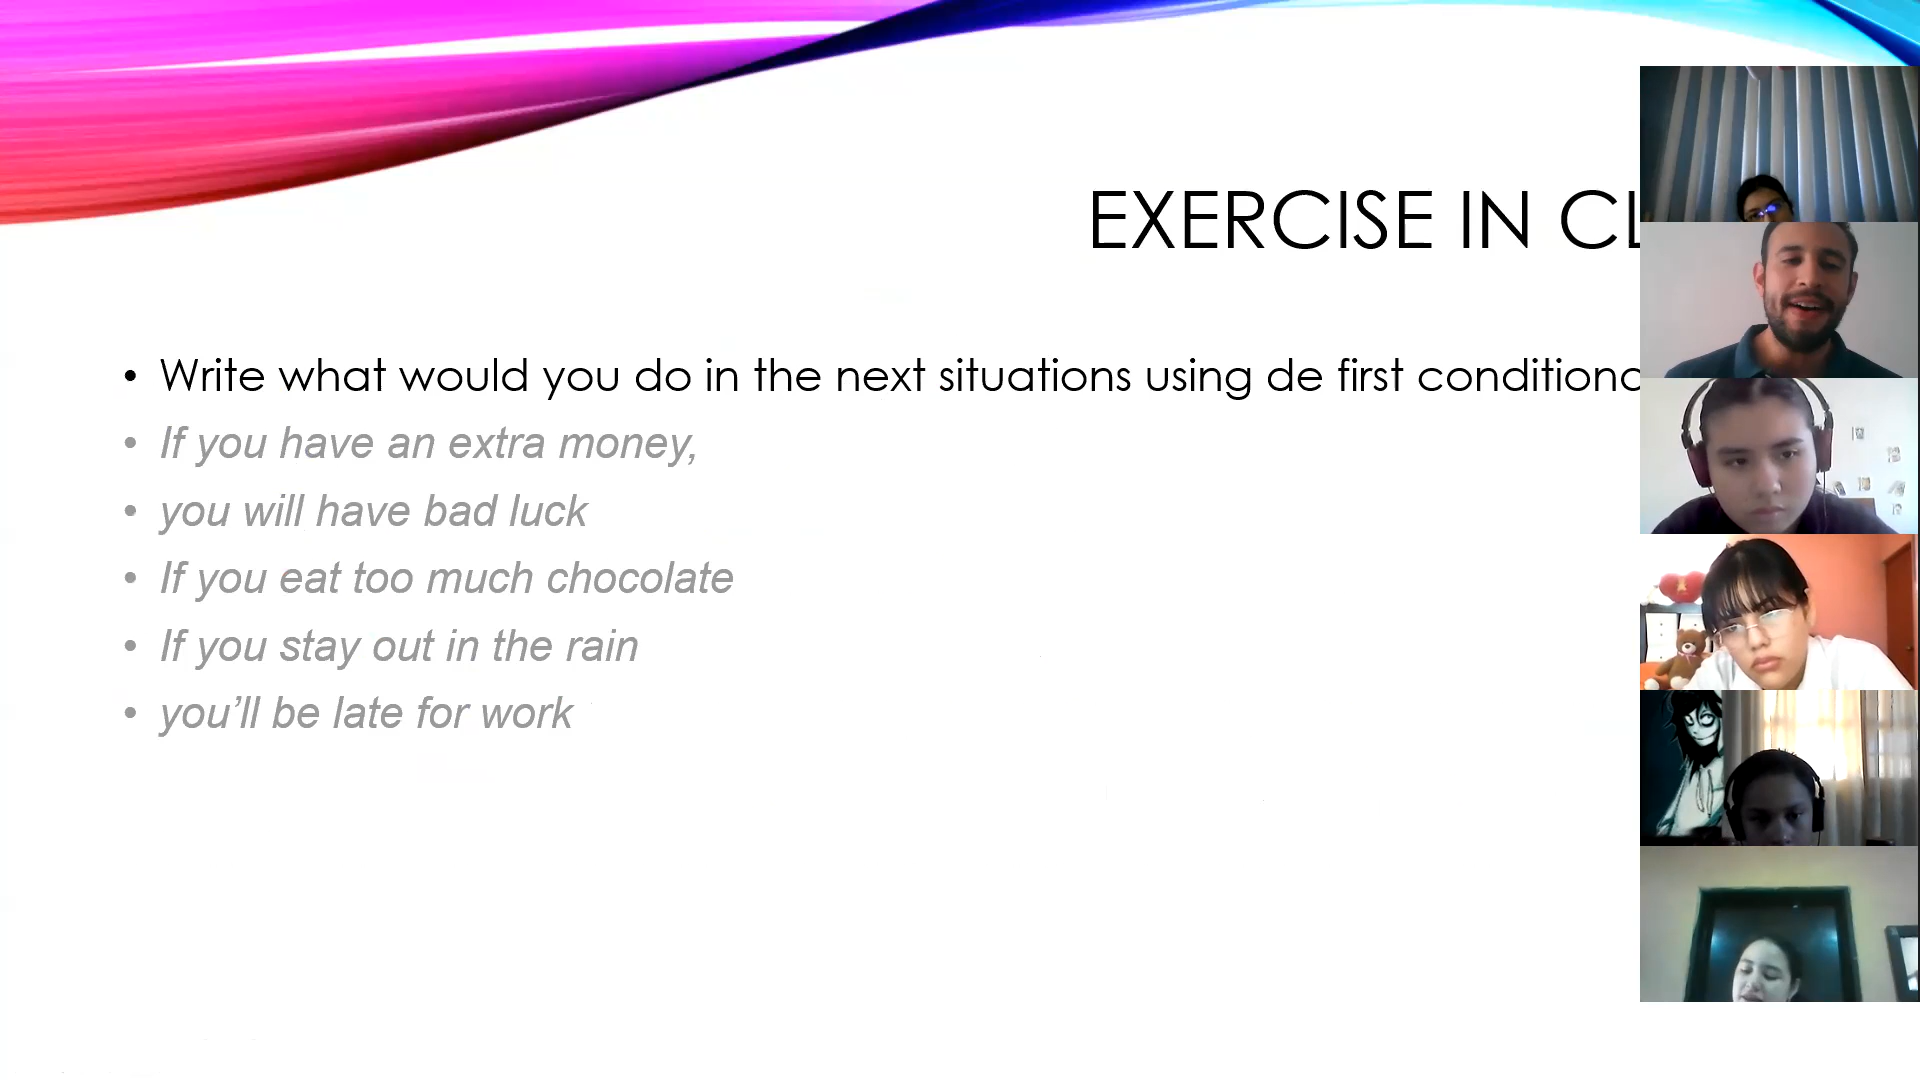 EXERCISE IN CL
• Write what would you do in the next situations using de first conditiona
• If you have an extra money,
• you will have bad luck
• If you eat too much chocolate
• If you stay out in the rain
• you’ll be late for work